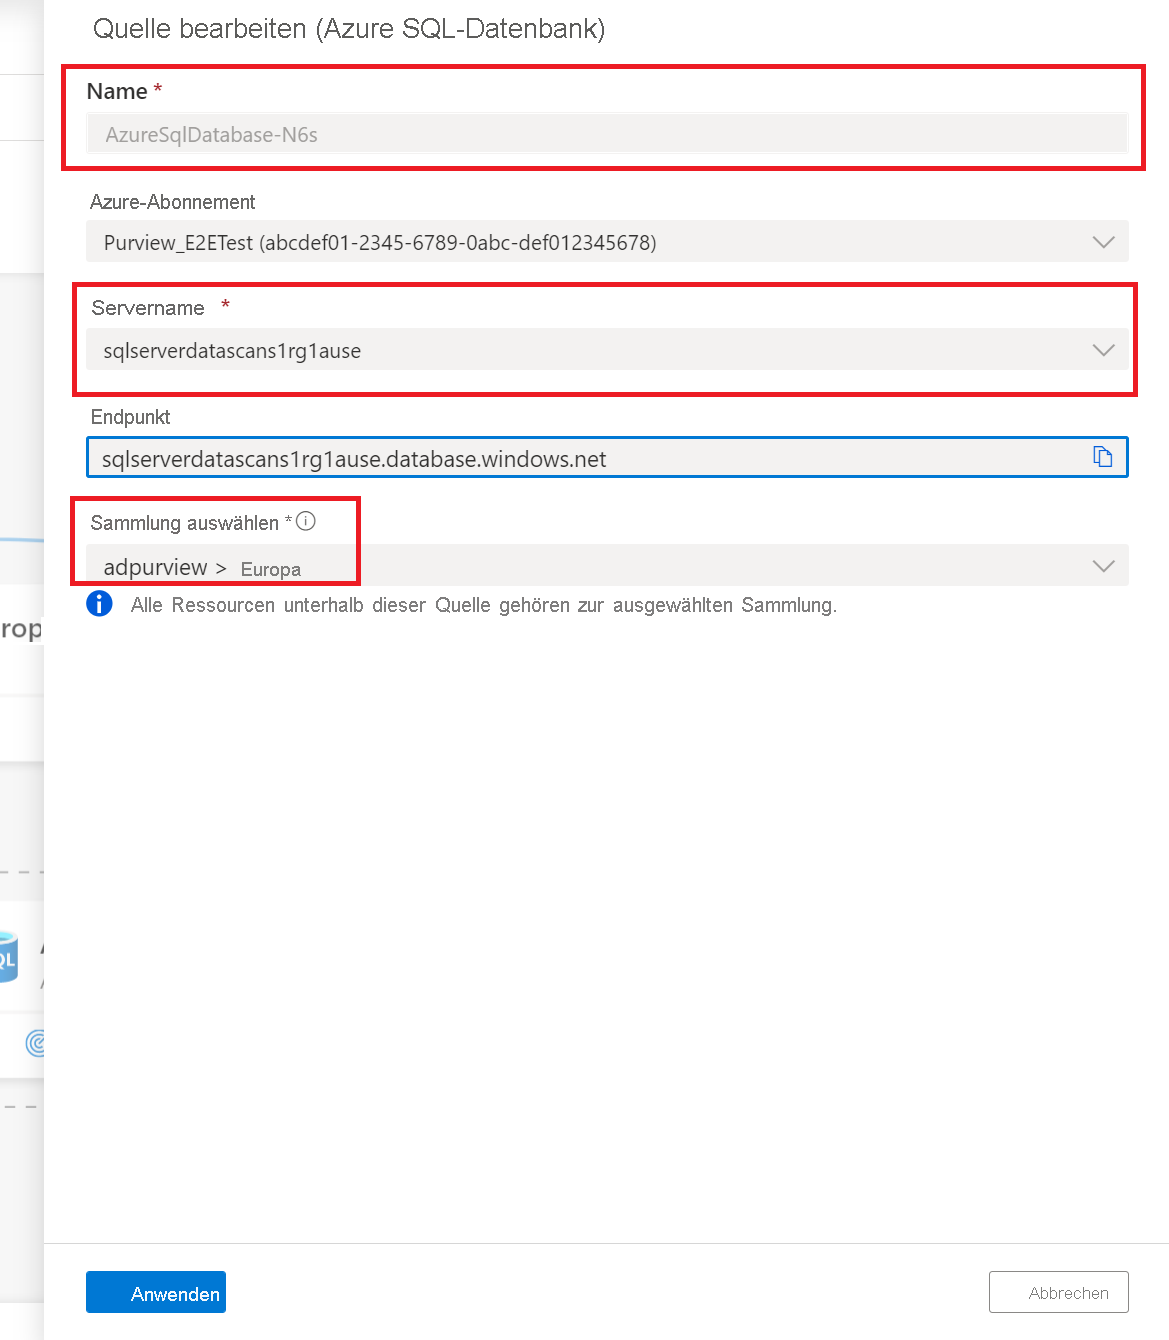 Quelle bearbeiten (Azure SQL-Datenbank)
Name *
AzureSqlDatabase-N6s
Azure-Abonnement
Purview_E2ETest (abcdef01-2345-6789-0abc-def012345678)
Servername *
sqlserverdatascans1rg1ause
Endpunkt
sqlserverdatascans1rg1ause.database.windows.net
Sammlung auswählen *
adpurview > Europa
Alle Ressourcen unterhalb dieser Quelle gehören zur ausgewählten Sammlung.
rop
QL
Anwenden
Abbrechen